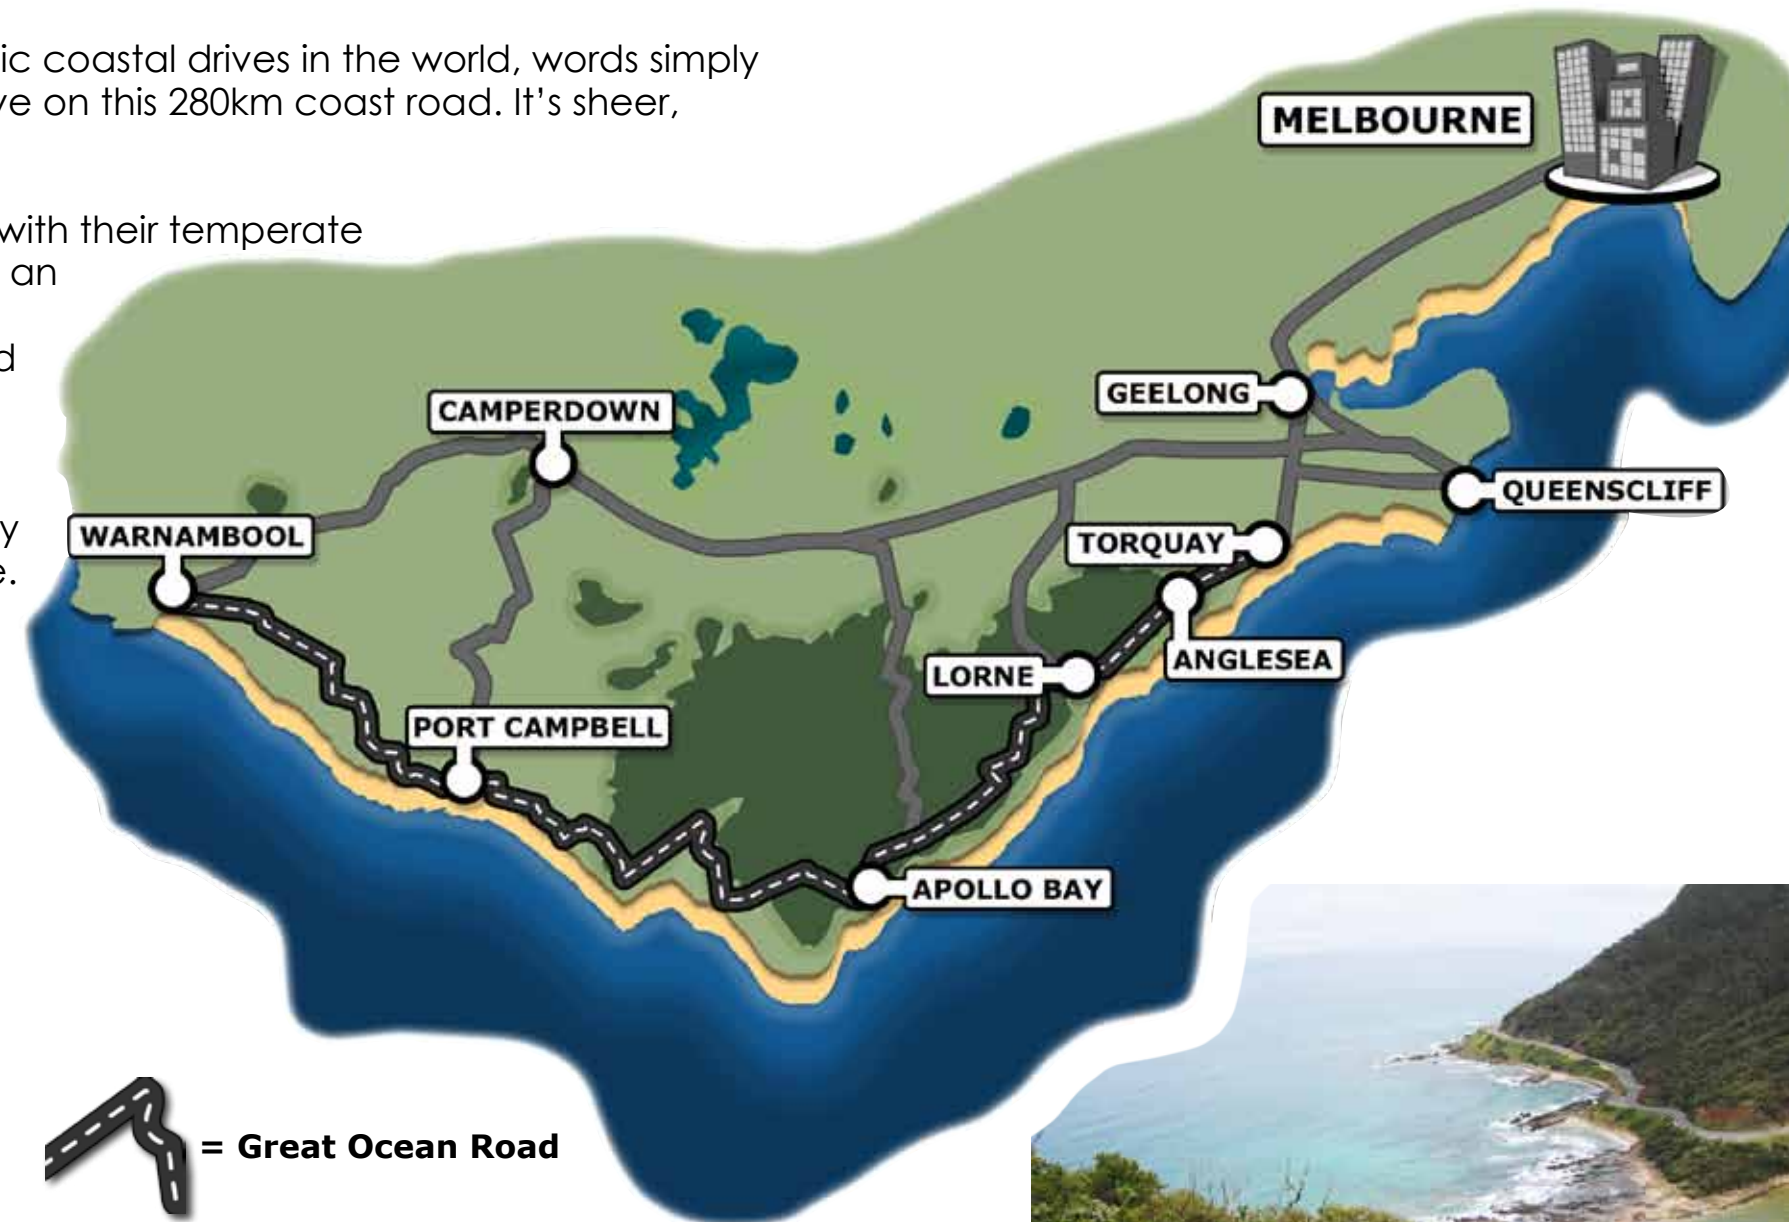 ic coastal drives in the world, words simply
ve on this 280km coast road. It's sheer,
with their temperate
an
d
y
e.
MELBOURNE
GEELONG
CAMPERDOWN
QUEENSCLIFF
WARNAMBOOL
TORQUAY
ANGLESEA
LORNE
PORT CAMPBELL
APOLLO BAY
= Great Ocean Road